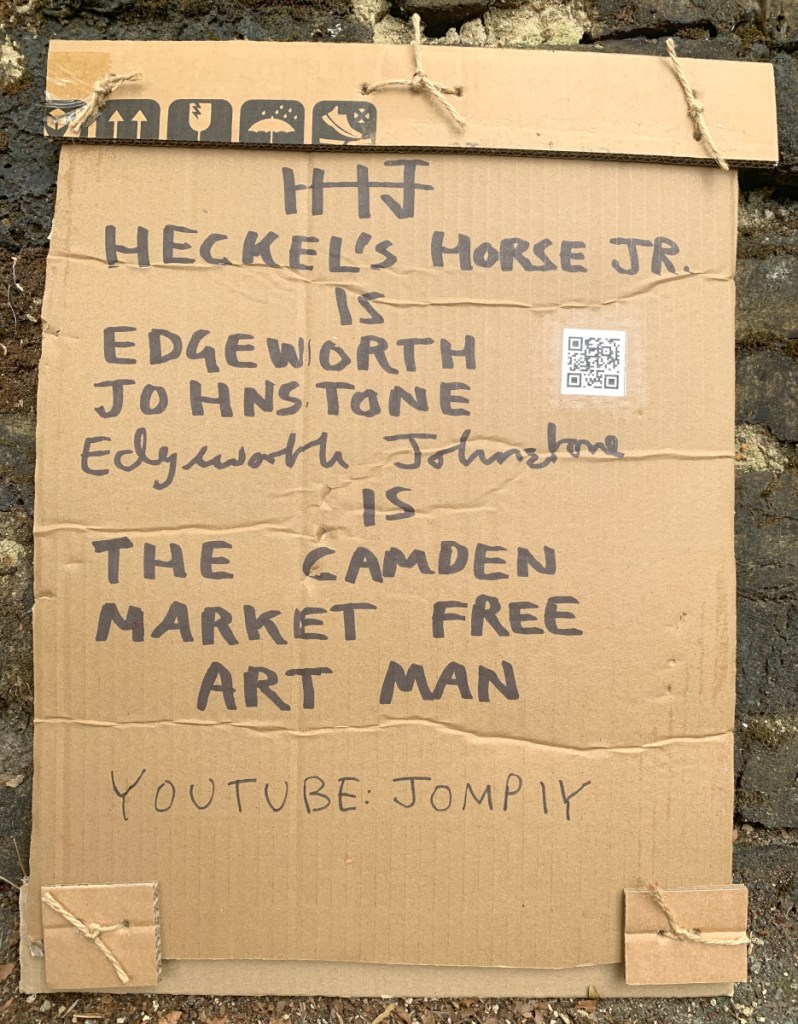 HHJ
HECKEL'S HORSE JR.
IS
EDGEWORTH
JOHNSTONE
Edgeworth Johnstone
IS
THE CAMDEN
MARKET FREE
ART MAN
YOUTUBE: JOMPIY